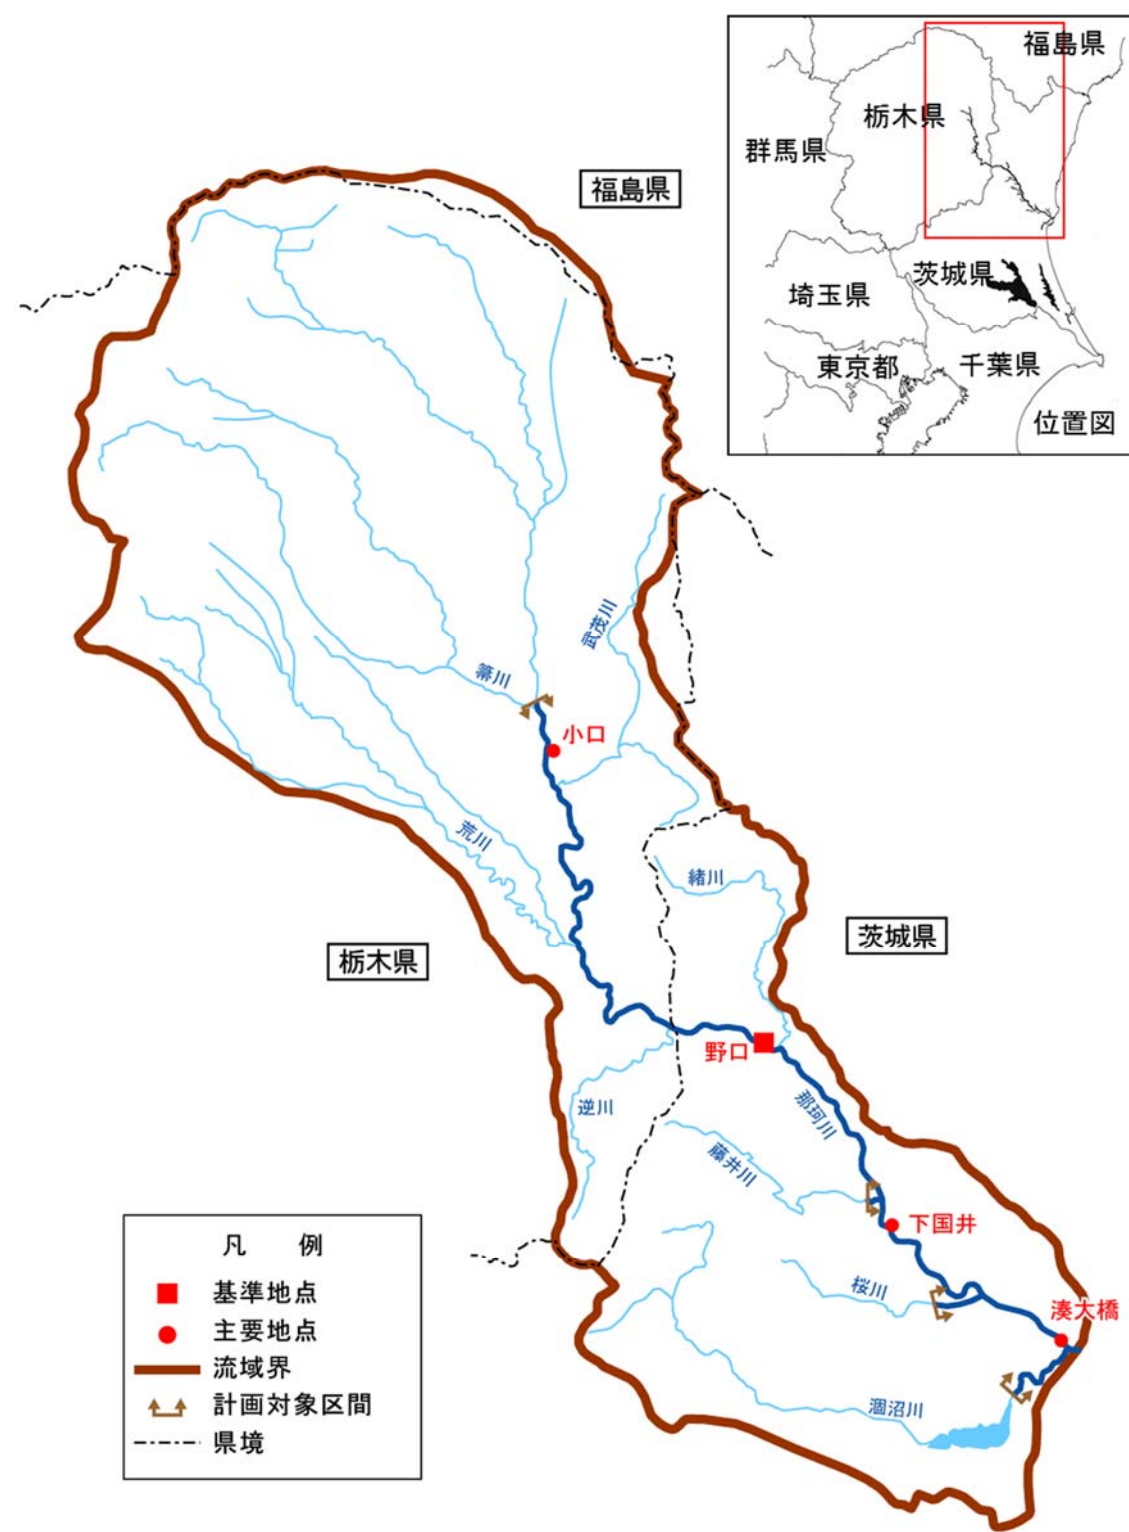 福島県
栃木県
群馬県
茨城県
埼玉県
東京都
千葉県
位置図
福島県
武茂川
箒川
小口
荒川
緒川
茨城県
栃木県
野口
那珂川
逆川
藤井川
下国井
桜川
湊大橋
涸沼川
凡 例
基準地点
主要地点
流域界
計画対象区間
県境